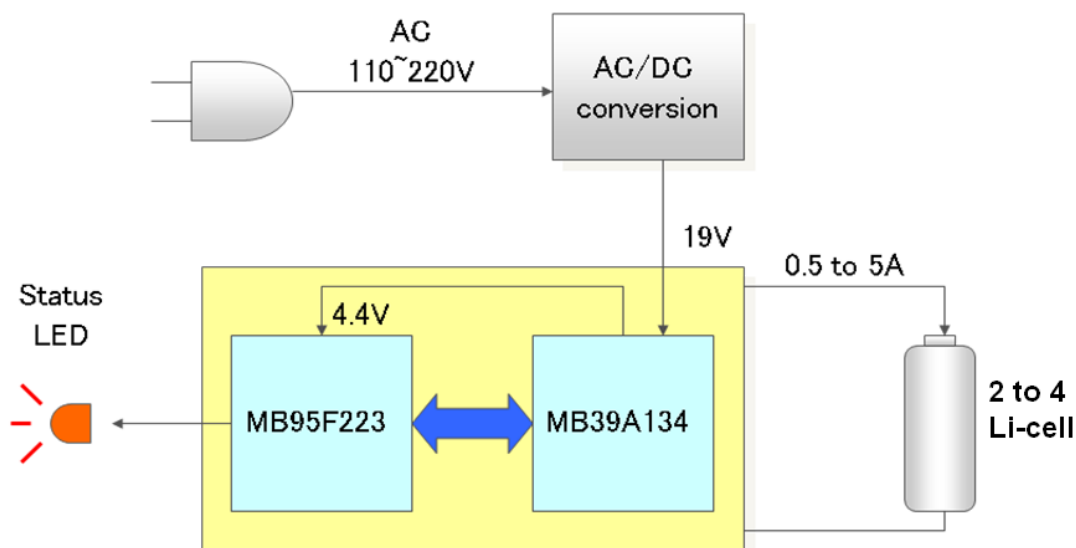 AC
110~220V
AC/DC
conversion
19V
0.5 to 5A
Status
LED
4.4V
MB95F223
MB39A134
2 to 4
Li-cell